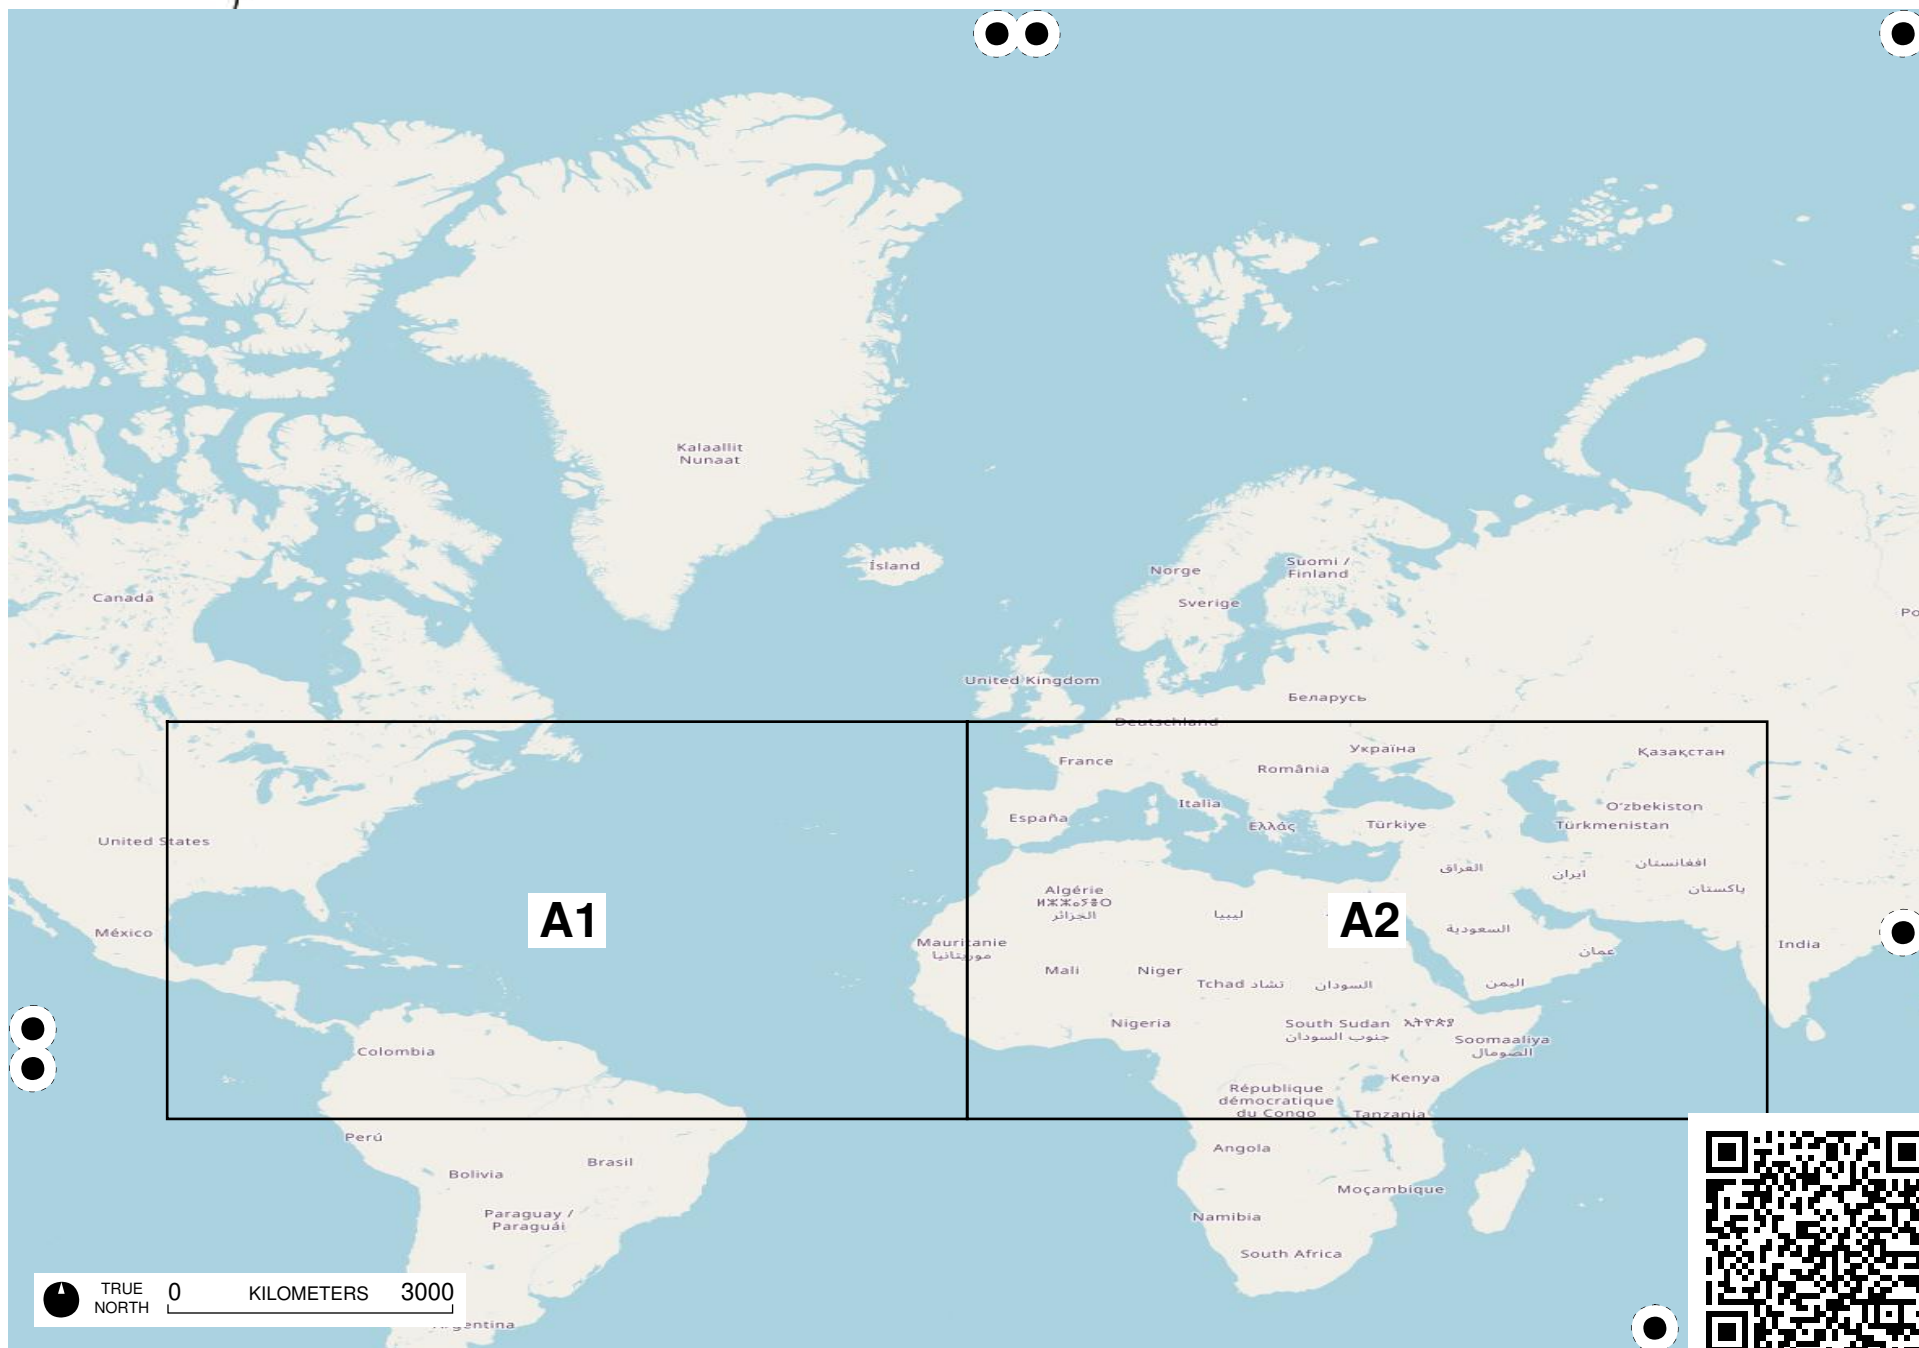 Kalaallit
Nunaat
Ísland
Norge
Suomi /
Finland
Canada
Sverige
United Kingdom
Беларусь
Deutschland
Україна
Қазақстан
France
România
Italia
O'zbekiston
España
Ελλάς
Türkiye
Türkmenistan
United States
العراق
ايران
افغانستان
پاکستان
Algérie
ⵍⵣⵣⴰⵢⴻⵔ
الجزائر
ليبيا
A1
A2
México
السعودية
Mauritanie
موريتانيا
عمان
India
Mali
Niger
Tchad تشاد
السودان
اليمن
Nigeria
South Sudan
جنوب السودان
ኢትዮጵያ
Soomaaliya
الصومال
Colombia
Kenya
République
démocratique
du Congo
Tanzania
Perú
Angola
Bolivia
Brasil
Moçambique
Paraguay /
Paraguái
Namibia
South Africa
TRUE
NORTH
0
KILOMETERS
3000